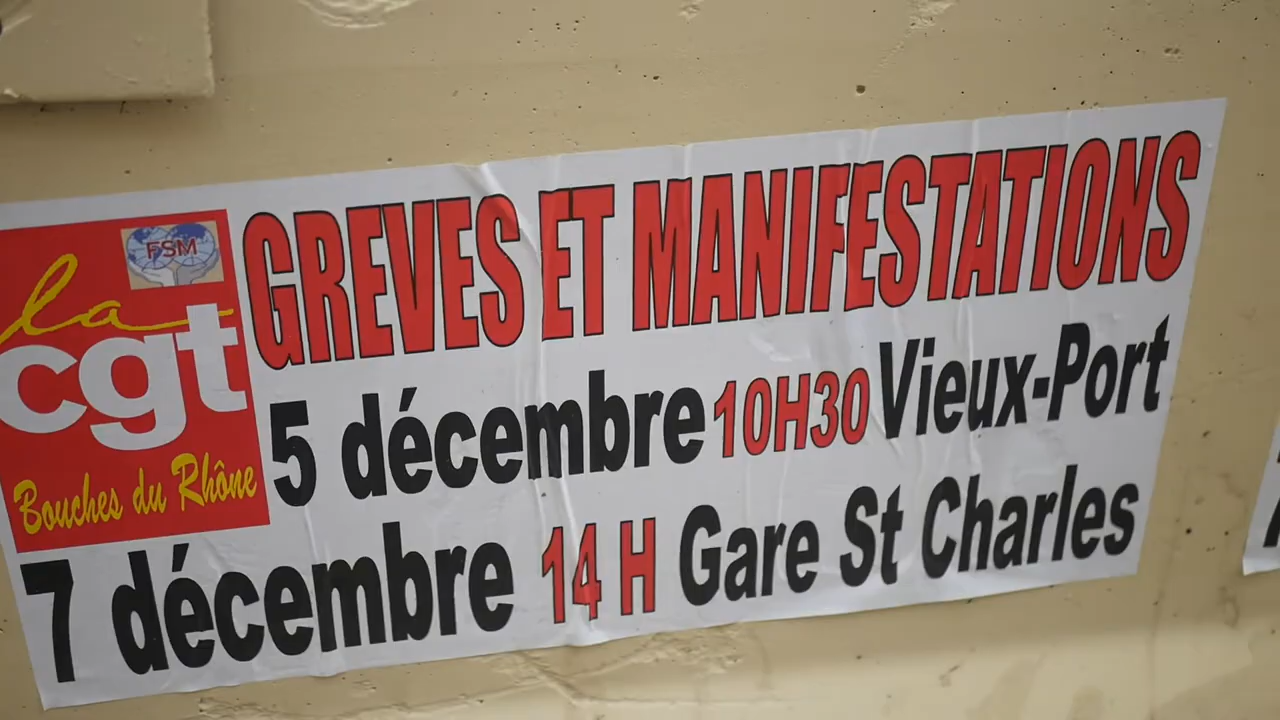 FSM
la
cgt
Bouches du Rhône
GREVES ET MANIFESTATIONS
5 décembre 10H30 Vieux-Port
7 décembre 14 H Gare St Charles